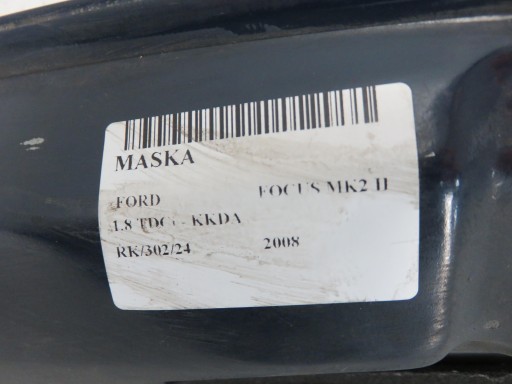 MASKA
FORD FOCUS MK2 II
1.8 TDCI - KKDA
RK/302/24 2008